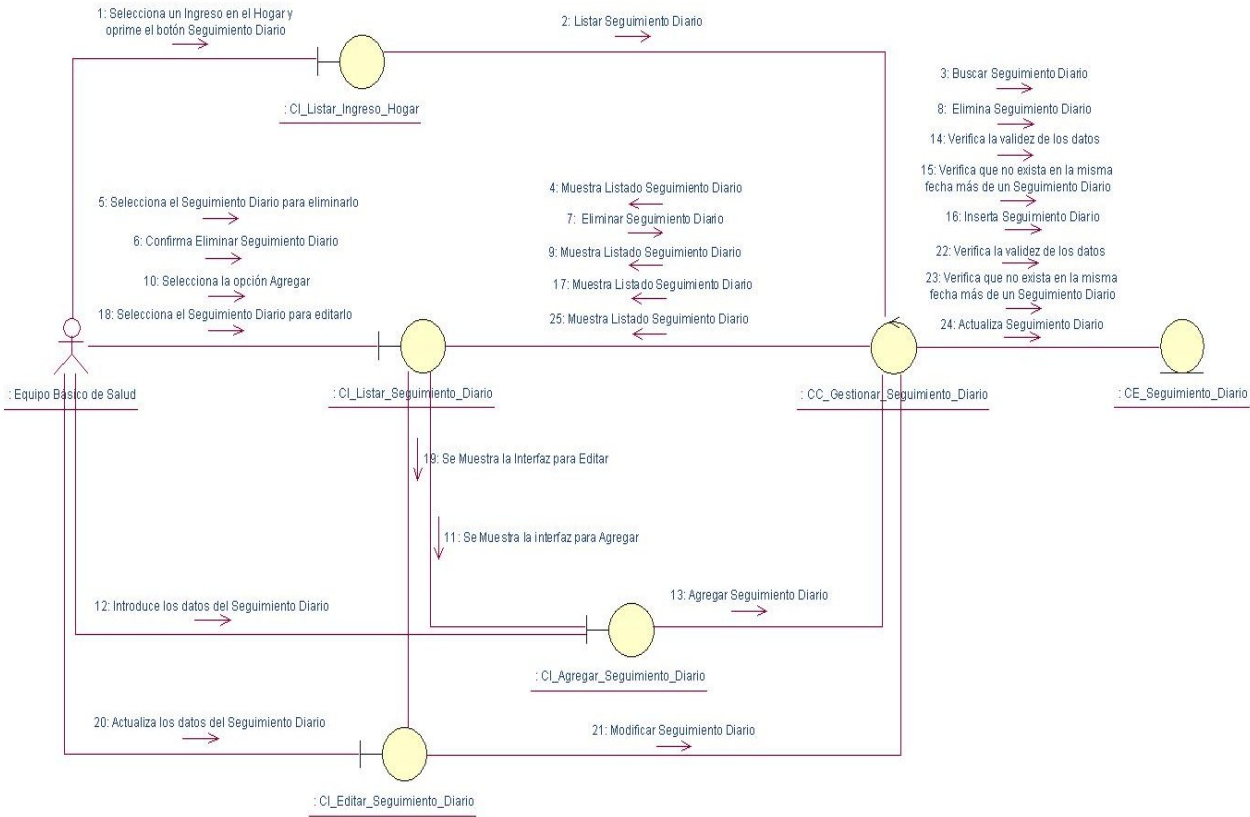 1: Selecciona un Ingreso en el Hogar y
oprime el botón Seguimiento Diario
2: Listar Seguimiento Diario
: CI_Listar_Ingreso_Hogar
3: Buscar Seguimiento Diario
8: Elimina Seguimiento Diario
14: Verifica la validez de los datos
15: Verifica que no exista en la misma
fecha más de un Seguimiento Diario
16: Inserta Seguimiento Diario
22: Verifica la validez de los datos
23: Verifica que no exista en la misma
fecha más de un Seguimiento Diario
24: Actualiza Seguimiento Diario
4: Muestra Listado Seguimiento Diario
7: Eliminar Seguimiento Diario
9: Muestra Listado Seguimiento Diario
17: Muestra Listado Seguimiento Diario
25: Muestra Listado Seguimiento Diario
5: Selecciona el Seguimiento Diario para eliminarlo
6: Confirma Eliminar Seguimiento Diario
10: Selecciona la opción Agregar
18: Selecciona el Seguimiento Diario para editarlo
: Equipo Básico de Salud
: CI_Listar_Seguimiento_Diario
: CC_Gestionar_Seguimiento_Diario
: CE_Seguimiento_Diario
19: Se Muestra la Interfaz para Editar
11: Se Muestra la interfaz para Agregar
12: Introduce los datos del Seguimiento Diario
13: Agregar Seguimiento Diario
: CI_Agregar_Seguimiento_Diario
20: Actualiza los datos del Seguimiento Diario
21: Modificar Seguimiento Diario
: CI_Editar_Seguimiento_Diario